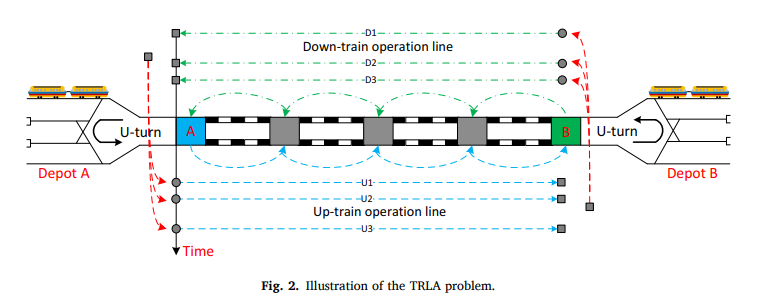 D1
Down-train operation line
D2
D3
U-turn
A
B
U-turn
Depot A
Depot B
U1
U2
Up-train operation line
U3
Time
Fig. 2. Illustration of the TRLA problem.